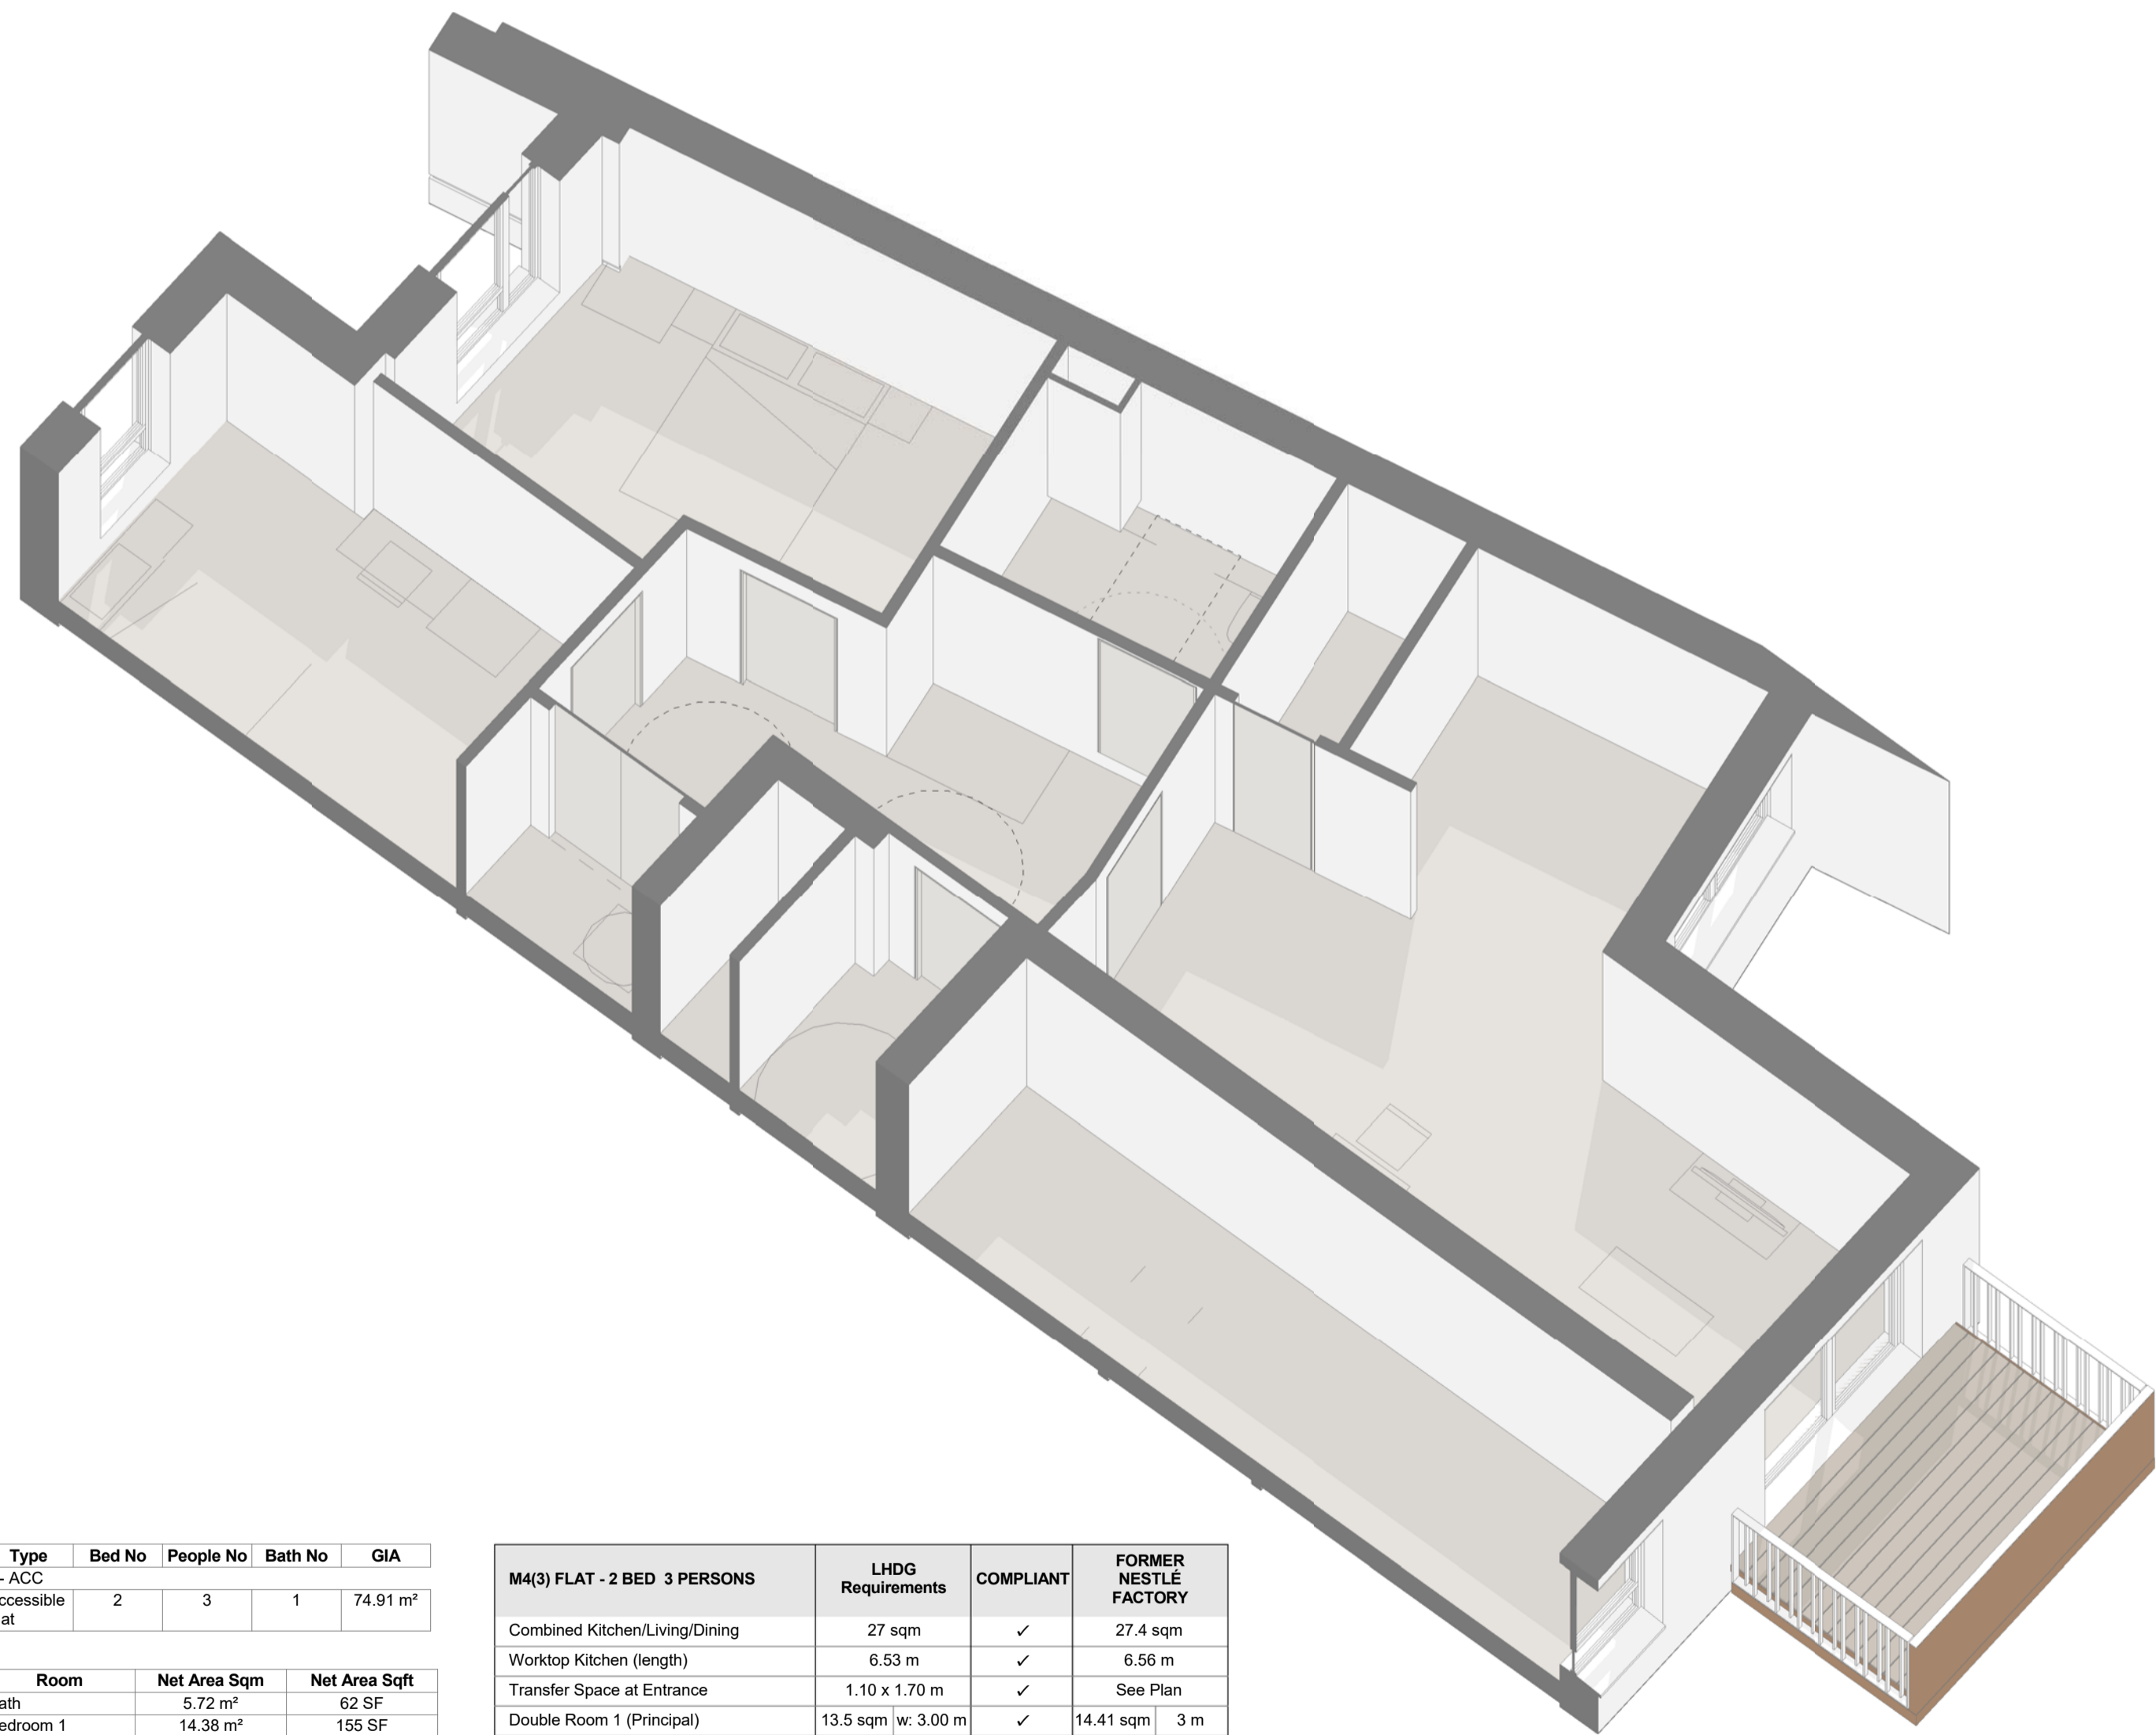 Type Bed No People No Bath No GIA
- ACC
ccessible 2 3 1 74.91 m²
at
Room Net Area Sqm Net Area Sqft
ath 5.72 m² 62 SF
edroom 1 14.38 m² 155 SF
M4(3) FLAT - 2 BED 3 PERSONS LHDG Requirements COMPLIANT FORMER NESTLÉ FACTORY
Combined Kitchen/Living/Dining 27 sqm ✓ 27.4 sqm
Worktop Kitchen (length) 6.53 m ✓ 6.56 m
Transfer Space at Entrance 1.10 x 1.70 m ✓ See Plan
Double Room 1 (Principal) 13.5 sqm w: 3.00 m ✓ 14.41 sqm 3 m